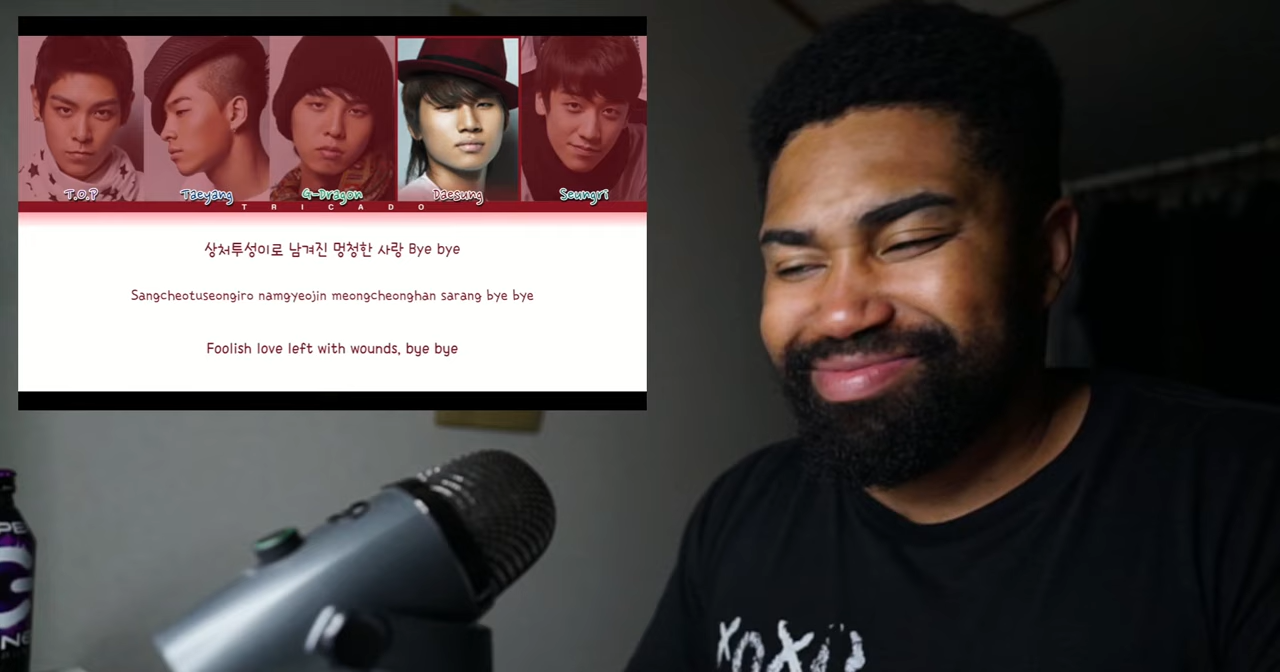 T.O.P
Taeyang
G-Dragon
Daesung
Seungri
TRICADO
상처투성이로 남겨진 멍청한 사랑 Bye bye
Sangcheotuseongiro namgyeojin meongcheonghan sarang bye bye
Foolish love left with wounds, bye bye